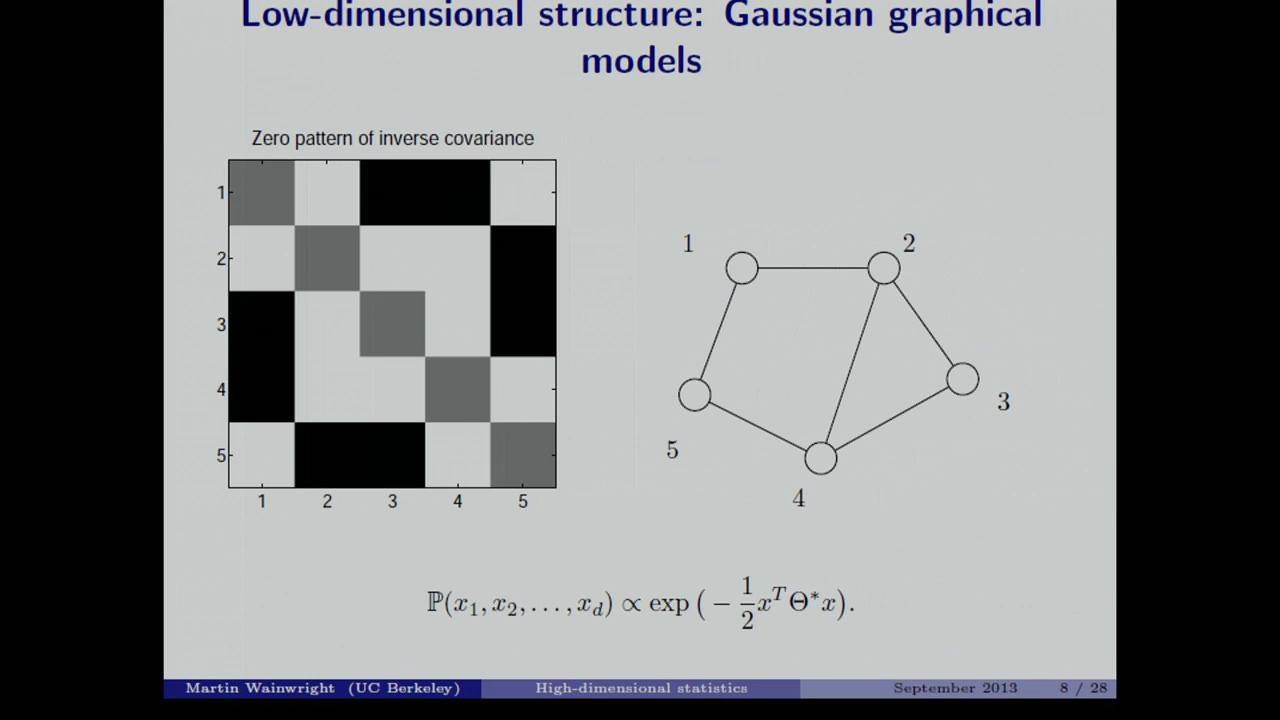 Low-dimensional structure: Gaussian graphical
models
Zero pattern of inverse covariance
1
2
3
4
5
1 2 3 4 5
1
2
3
4
5
ℙ(x₁, x₂, . . . , x_d) ∝ exp ( − 1/2 xᵀΘ*x).
Martin Wainwright (UC Berkeley) High-dimensional statistics September 2013 8 / 28